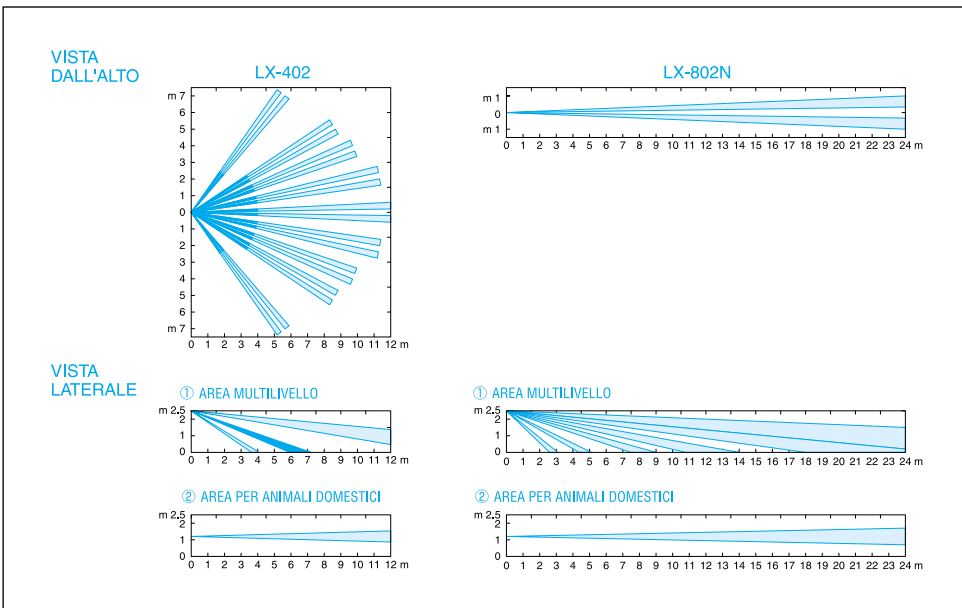 VISTA
DALL'ALTO
LX-402
m 7
6
5
4
3
2
1
0
1
2
3
4
5
6
m 7
0 1 2 3 4 5 6 7 8 9 10 11 12 m
LX-802N
m 1
0
m 1
0 1 2 3 4 5 6 7 8 9 10 11 12 13 14 15 16 17 18 19 20 21 22 23 24 m
VISTA
LATERALE
① AREA MULTILIVELLO
m 2.5
2
1
0
0 1 2 3 4 5 6 7 8 9 10 11 12 m
① AREA MULTILIVELLO
m 2.5
2
1
0
0 1 2 3 4 5 6 7 8 9 10 11 12 13 14 15 16 17 18 19 20 21 22 23 24 m
② AREA PER ANIMALI DOMESTICI
m 2.5
2
1
0
0 1 2 3 4 5 6 7 8 9 10 11 12 m
② AREA PER ANIMALI DOMESTICI
m 2.5
2
1
0
0 1 2 3 4 5 6 7 8 9 10 11 12 13 14 15 16 17 18 19 20 21 22 23 24 m